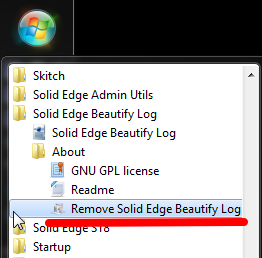 Skitch
Solid Edge Admin Utils
Solid Edge Beautify Log
Solid Edge Beautify Log
About
GNU GPL license
Readme
Remove Solid Edge Beautify Log
Solid Edge ST8
Startup